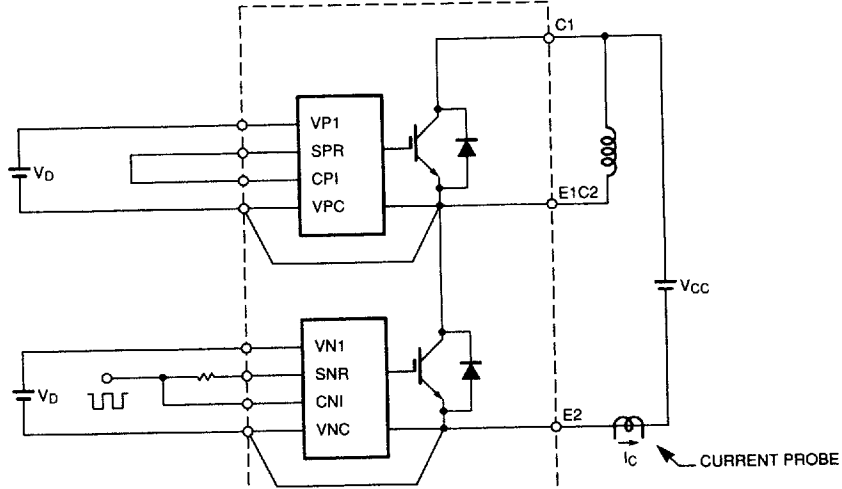 C1
VP1
SPR
CPI
VPC
VD
E1C2
VCC
VN1
SNR
CNI
VNC
VD
E2
IC
CURRENT PROBE